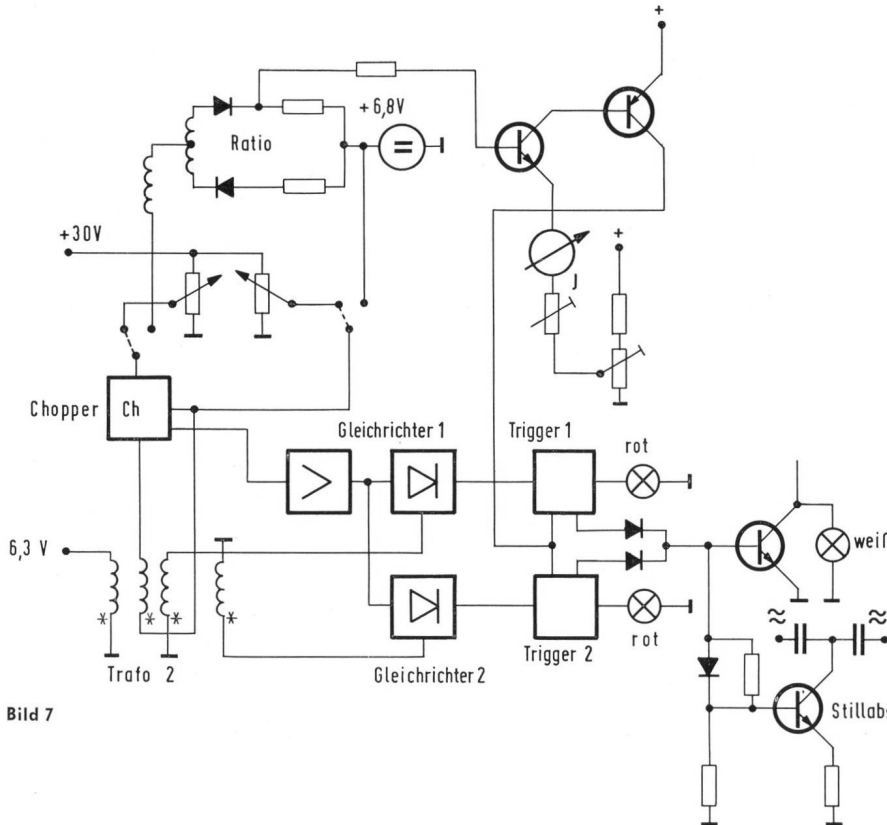 +
+6,8V
Ratio
=
+30V
+
J
Chopper
Ch
Gleichrichter 1
Trigger 1
rot
6,3 V
weiß
≈
≈
*
*
*
*
rot
Trafo 2
Gleichrichter 2
Trigger 2
Bild 7